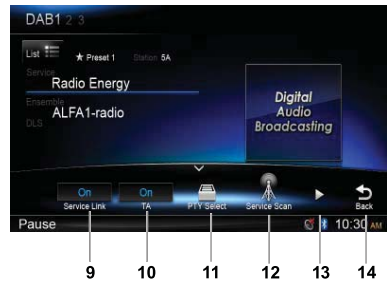 DAB1 2 3
List ★ Preset 1 Station 5A
Service
Radio Energy
Ensemble
ALFA1-radio
DLS
Digital
Audio
Broadcasting
On On
Service Link TA PTY Select Service Scan Back
Pause 10:30 AM
9 10 11 12 13 14